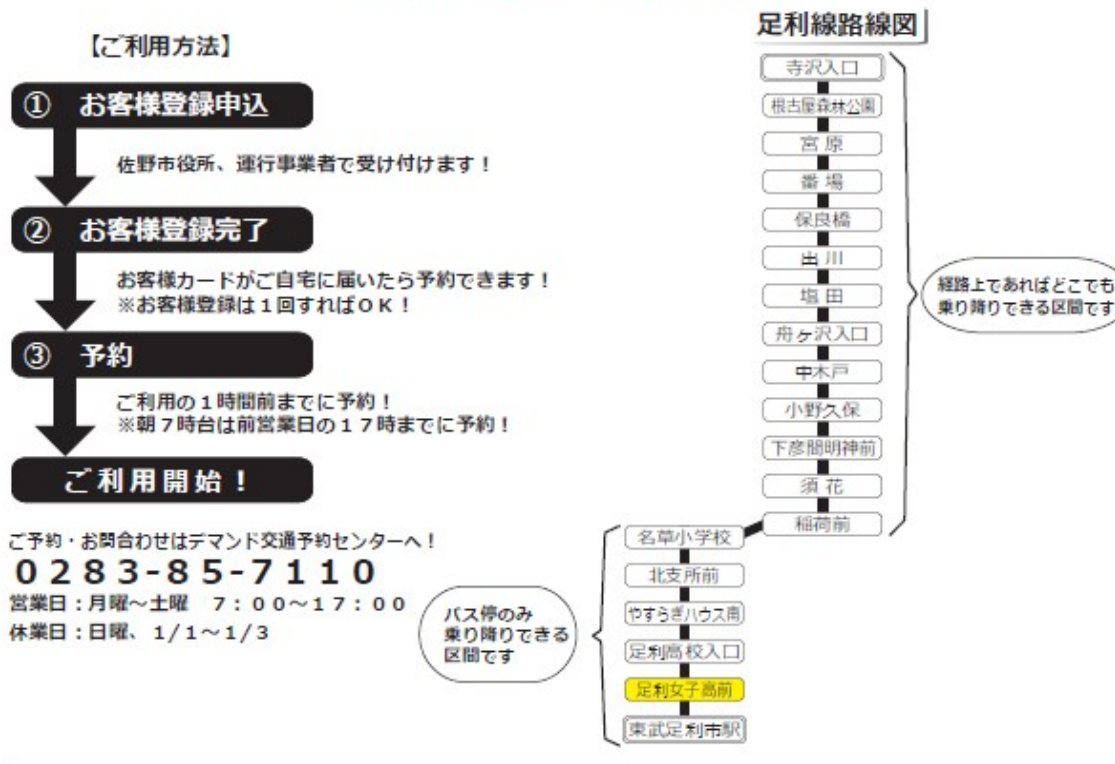 【ご利用方法】
① お客様登録申込
佐野市役所、運行事業者で受け付けます！
② お客様登録完了
お客様カードがご自宅に届いたら予約できます！
※お客様登録は１回すればＯＫ！
③ 予約
ご利用の１時間前までに予約！
※朝７時台は前営業日の１７時までに予約！
ご利用開始！
ご予約・お問合わせはデマンド交通予約センターへ！
０２８３-８５-７１１０
営業日：月曜～土曜　７：００～１７：００
休業日：日曜、１/１～１/３
足利線路線図
寺沢入口
根古屋森林公園
宮原
番場
保良橋
出川
塩田
舟ヶ沢入口
中木戸
小野久保
下彦間明神前
須花
稲荷前
経路上であればどこでも
乗り降りできる区間です
名草小学校
北支所前
やすらぎハウス南
足利高校入口
足利女子高前
東武足利市駅
バス停のみ
乗り降りできる
区間です